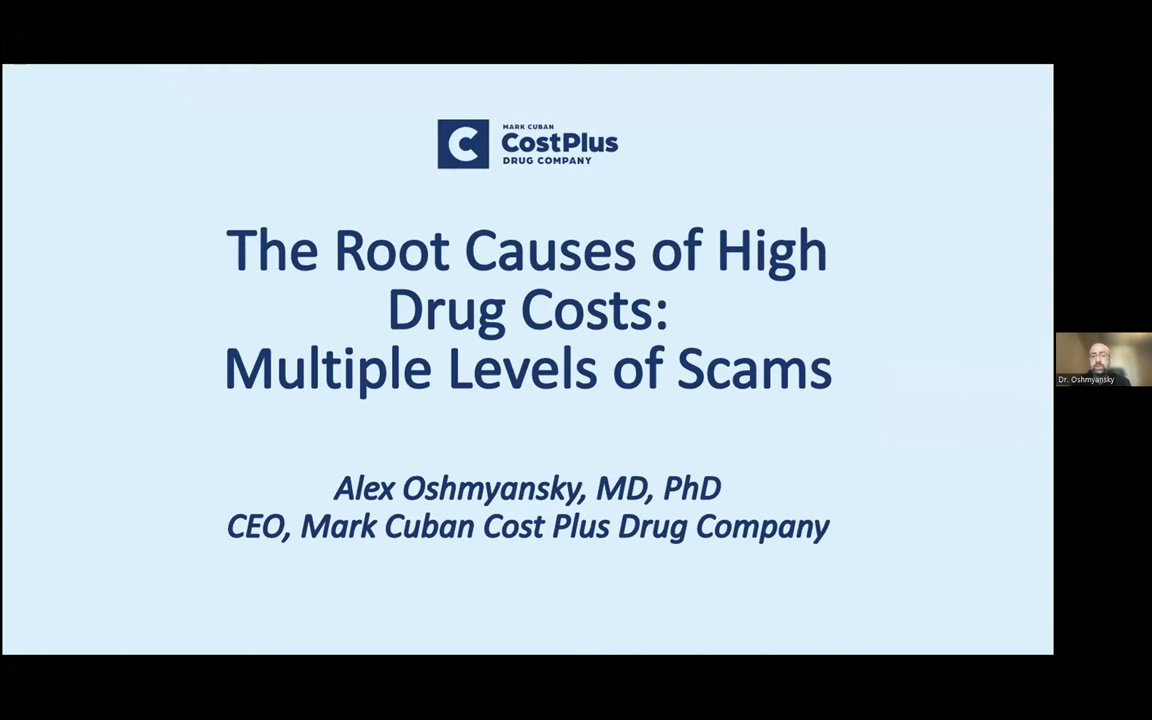 MARK CUBAN
CostPlus
DRUG COMPANY
The Root Causes of High
Drug Costs:
Multiple Levels of Scams
Alex Oshmyansky, MD, PhD
CEO, Mark Cuban Cost Plus Drug Company
Dr. Oshmyansky